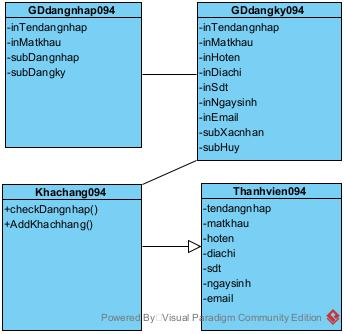 GDdangnhap094
-inTendangnhap
-inMatkhau
-subDangnhap
-subDangky
GDdangky094
-inTendangnhap
-inMatkhau
-inHoten
-inDiachi
-inSdt
-inNgaysinh
-inEmail
-subXacnhan
-subHuy
Khachang094
+checkDangnhap()
+AddKhachhang()
Thanhvien094
-tendangnhap
-matkhau
-hoten
-diachi
-sdt
-ngaysinh
-email
Powered By Visual Paradigm Community Edition